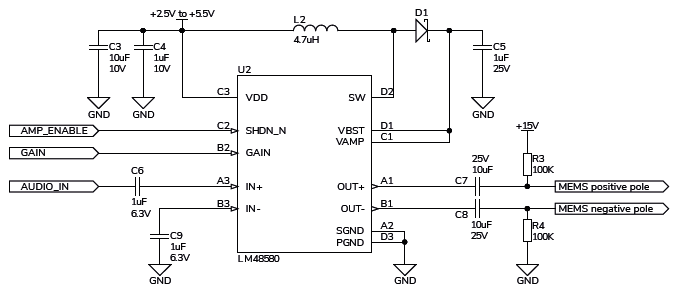 +2.5V to +5.5V
L2
4.7uH
D1
C3
10uF
10V
C4
1uF
10V
C5
1uF
25V
GND
GND
GND
U2
C3
VDD
SW
D2
AMP_ENABLE
C2
SHDN_N
VBST
D1
VAMP
C1
+15V
GAIN
B2
GAIN
C6
1uF
6.3V
25V
10uF
C7
R3
100K
AUDIO_IN
A3
IN+
OUT+
A1
MEMS positive pole
B3
IN-
OUT-
B1
C8
10uF
25V
MEMS negative pole
C9
1uF
6.3V
SGND
A2
PGND
D3
R4
100K
LM48580
GND
GND
GND